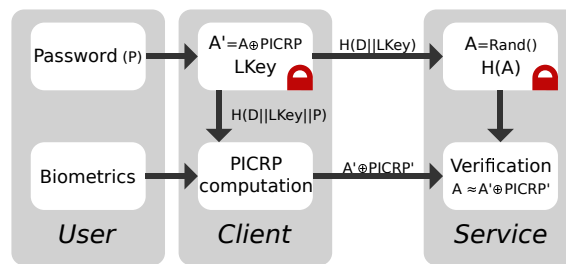 Password (P)
A'=A⊕PICRP
LKey
H(D||LKey)
A=Rand()
H(A)
H(D||LKey||P)
Biometrics
PICRP
computation
A'⊕PICRP'
Verification
A ≈A'⊕PICRP'
User
Client
Service